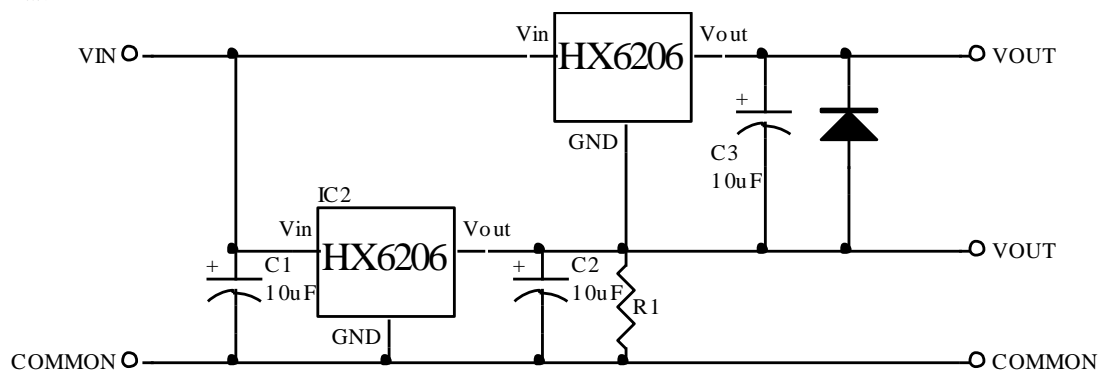 VIN
Vin
HX6206
Vout
VOUT
GND
+
C3
10uF
IC2
Vin
HX6206
Vout
VOUT
+
C1
10uF
GND
+
C2
10uF
R1
COMMON
COMMON